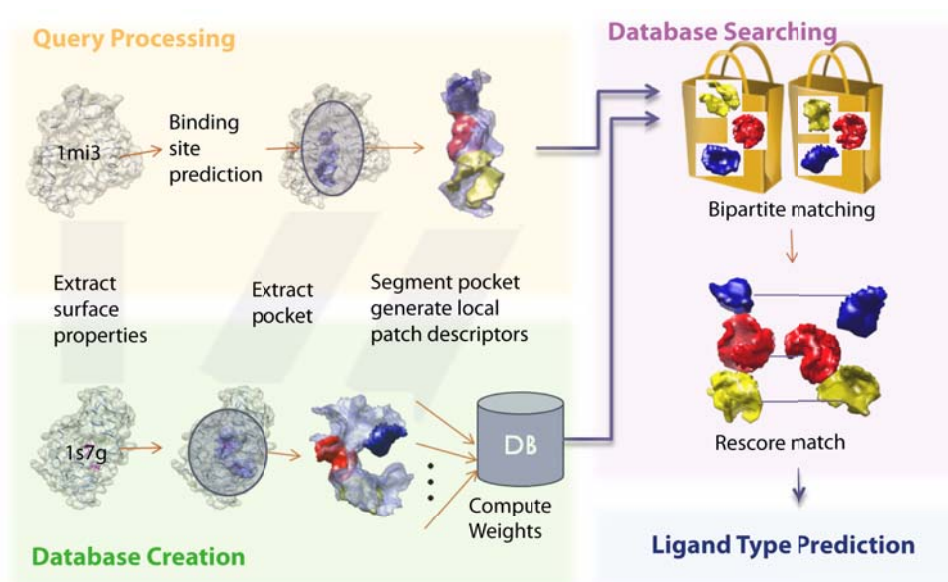 Query Processing
1mi3
Binding
site
prediction
Extract
surface
properties
Extract
pocket
Segment pocket
generate local
patch descriptors
1s7g
DB
Compute
Weights
Database Creation
Database Searching
Bipartite matching
Rescore match
Ligand Type Prediction